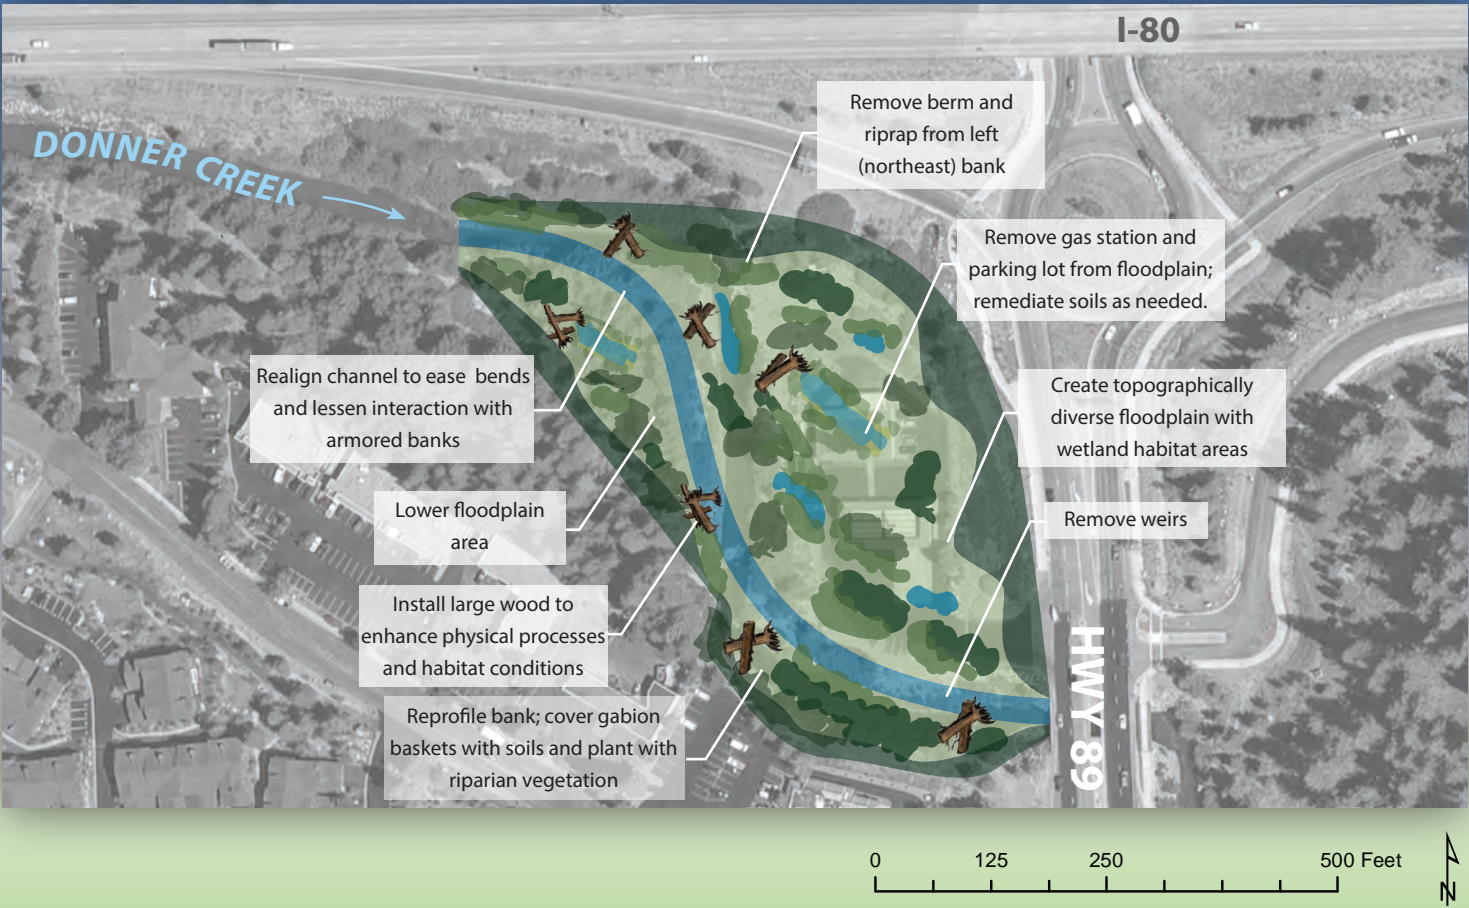 I-80
DONNER CREEK
Remove berm and
riprap from left
(northeast) bank
Remove gas station and
parking lot from floodplain;
remediate soils as needed.
Realign channel to ease bends
and lessen interaction with
armored banks
Create topographically
diverse floodplain with
wetland habitat areas
Lower floodplain
area
Remove weirs
Install large wood to
enhance physical processes
and habitat conditions
Reprofile bank; cover gabion
baskets with soils and plant with
riparian vegetation
HWY 89
0 125 250 500 Feet
N